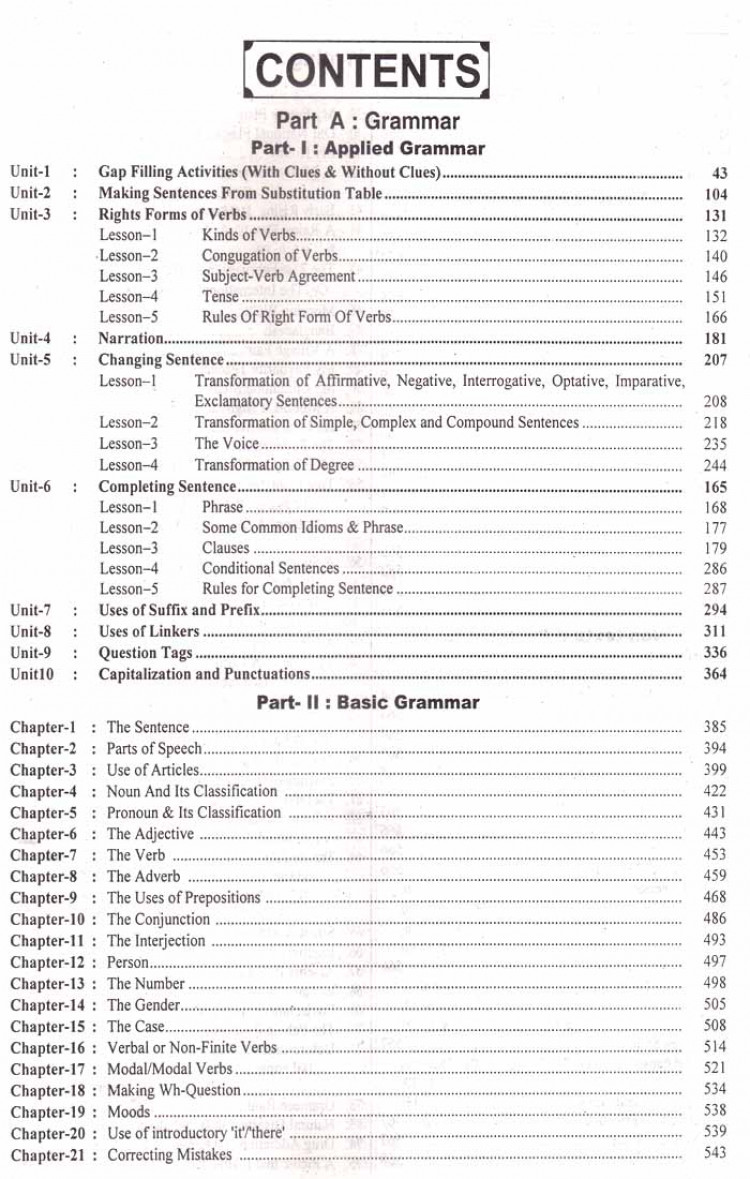 CONTENTS
Part A : Grammar
Part- I : Applied Grammar
Unit-1 : Gap Filling Activities (With Clues & Without Clues) 43
Unit-2 : Making Sentences From Substitution Table 104
Unit-3 : Rights Forms of Verbs 131
Lesson–1 Kinds of Verbs 132
Lesson–2 Congugation of Verbs 140
Lesson–3 Subject-Verb Agreement 146
Lesson–4 Tense 151
Lesson–5 Rules Of Right Form Of Verbs 166
Unit-4 : Narration 181
Unit-5 : Changing Sentence 207
Lesson–1 Transformation of Affirmative, Negative, Interrogative, Optative, Imparative,
Exclamatory Sentences 208
Lesson–2 Transformation of Simple, Complex and Compound Sentences 218
Lesson–3 The Voice 235
Lesson–4 Transformation of Degree 244
Unit-6 : Completing Sentence 165
Lesson–1 Phrase 168
Lesson–2 Some Common Idioms & Phrase 177
Lesson–3 Clauses 179
Lesson–4 Conditional Sentences 286
Lesson–5 Rules for Completing Sentence 287
Unit-7 : Uses of Suffix and Prefix 294
Unit-8 : Uses of Linkers 311
Unit-9 : Question Tags 336
Unit10 : Capitalization and Punctuations 364
Part- II : Basic Grammar
Chapter-1 : The Sentence 385
Chapter-2 : Parts of Speech 394
Chapter-3 : Use of Articles 399
Chapter-4 : Noun And Its Classification 422
Chapter-5 : Pronoun & Its Classification 431
Chapter-6 : The Adjective 443
Chapter-7 : The Verb 453
Chapter-8 : The Adverb 459
Chapter-9 : The Uses of Prepositions 468
Chapter-10 : The Conjunction 486
Chapter-11 : The Interjection 493
Chapter-12 : Person 497
Chapter-13 : The Number 498
Chapter-14 : The Gender 505
Chapter-15 : The Case 508
Chapter-16 : Verbal or Non-Finite Verbs 514
Chapter-17 : Modal/Modal Verbs 521
Chapter-18 : Making Wh-Question 534
Chapter-19 : Moods 538
Chapter-20 : Use of introductory 'it'/'there' 539
Chapter-21 : Correcting Mistakes 543